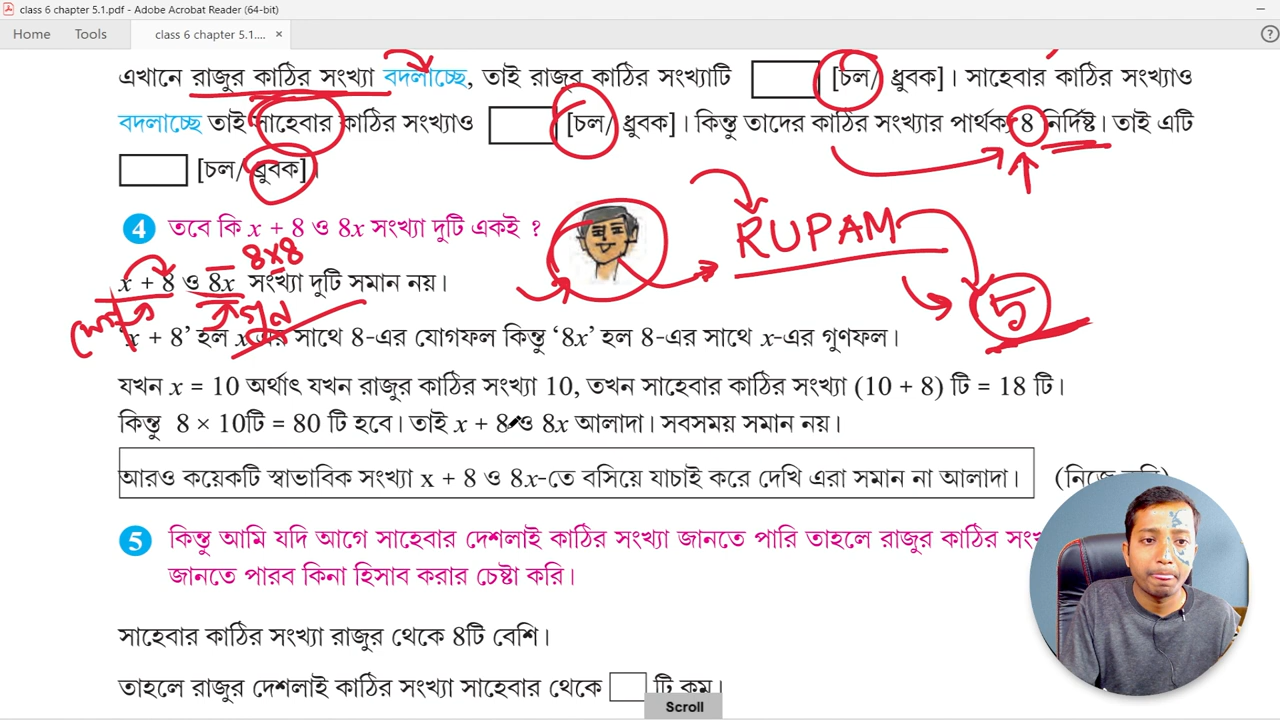 class 6 chapter 5.1.pdf - Adobe Acrobat Reader (64-bit)
Home Tools class 6 chapter 5.1.... ×
এখানে রাজুর কাঠির সংখ্যা বদলাচ্ছে, তাই রাজুর কাঠির সংখ্যাটি [চল/ ধ্রুবক]। সাহেবার কাঠির সংখ্যাও
বদলাচ্ছে তাই সাহেবার কাঠির সংখ্যাও [চল/ ধ্রুবক]। কিন্তু তাদের কাঠির সংখ্যার পার্থক্য 8 নির্দিষ্ট। তাই এটি
[চল/ ধ্রুবক]।
4 তবে কি x + 8 ও 8x সংখ্যা দুটি একই ?
RUPAM
8×8
x + 8 ও 8x সংখ্যা দুটি সমান নয়।
5
‘x + 8’ হল x এর সাথে 8-এর যোগফল কিন্তু ‘8x’ হল 8-এর সাথে x-এর গুণফল।
যখন x = 10 অর্থাৎ যখন রাজুর কাঠির সংখ্যা 10, তখন সাহেবার কাঠির সংখ্যা (10 + 8) টি = 18 টি।
কিন্তু 8 × 10টি = 80 টি হবে। তাই x + 8 ও 8x আলাদা। সবসময় সমান নয়।
আরও কয়েকটি স্বাভাবিক সংখ্যা x + 8 ও 8x-তে বসিয়ে যাচাই করে দেখি এরা সমান না আলাদা।
5 কিন্তু আমি যদি আগে সাহেবার দেশলাই কাঠির সংখ্যা জানতে পারি তাহলে রাজুর কাঠির
জানতে পারব কিনা হিসাব করার চেষ্টা করি।
সাহেবার কাঠির সংখ্যা রাজুর থেকে 8টি বেশি।
তাহলে রাজুর দেশলাই কাঠির সংখ্যা সাহেবার থেকে টি কম।
Scroll